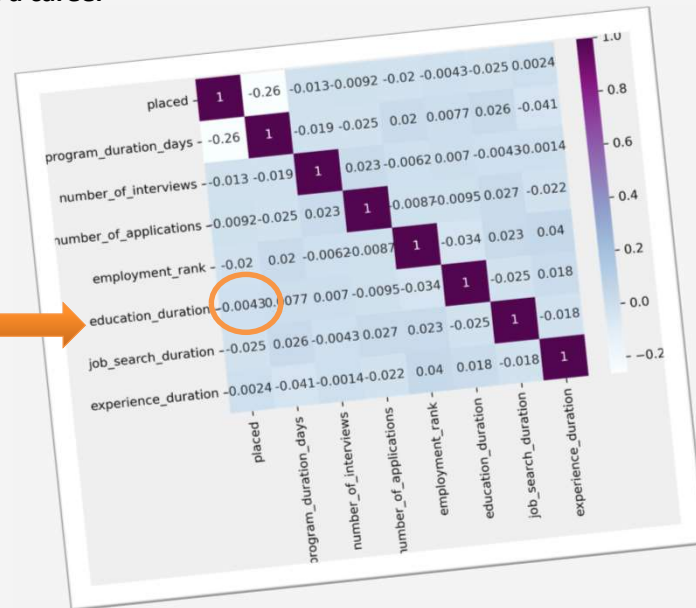 career
placed - 1 -0.26 -0.013-0.0092 -0.02 -0.0043-0.025 0.0024
program_duration_days - -0.26 1 -0.019 -0.025 0.02 0.0077 0.026 -0.041
number_of_interviews - -0.013 -0.019 1 0.023 -0.0062 0.007 -0.0043-0.0014
number_of_applications -0.0092-0.025 0.023 1 -0.0087-0.0095 0.027 -0.022
employment_rank - -0.02 0.02 -0.0062-0.0087 1 -0.034 0.023 0.04
education_duration -0.0043 0.0077 0.007 -0.0095-0.034 1 -0.025 0.018
job_search_duration - -0.025 0.026 -0.0043 0.027 0.023 -0.025 1 -0.018
experience_duration -0.0024 -0.041-0.0014-0.022 0.04 0.018 -0.018 1
placed
program_duration_days
number_of_interviews
number_of_applications
employment_rank
education_duration
job_search_duration
experience_duration
1.0
0.8
0.6
0.4
0.2
0.0
-0.2